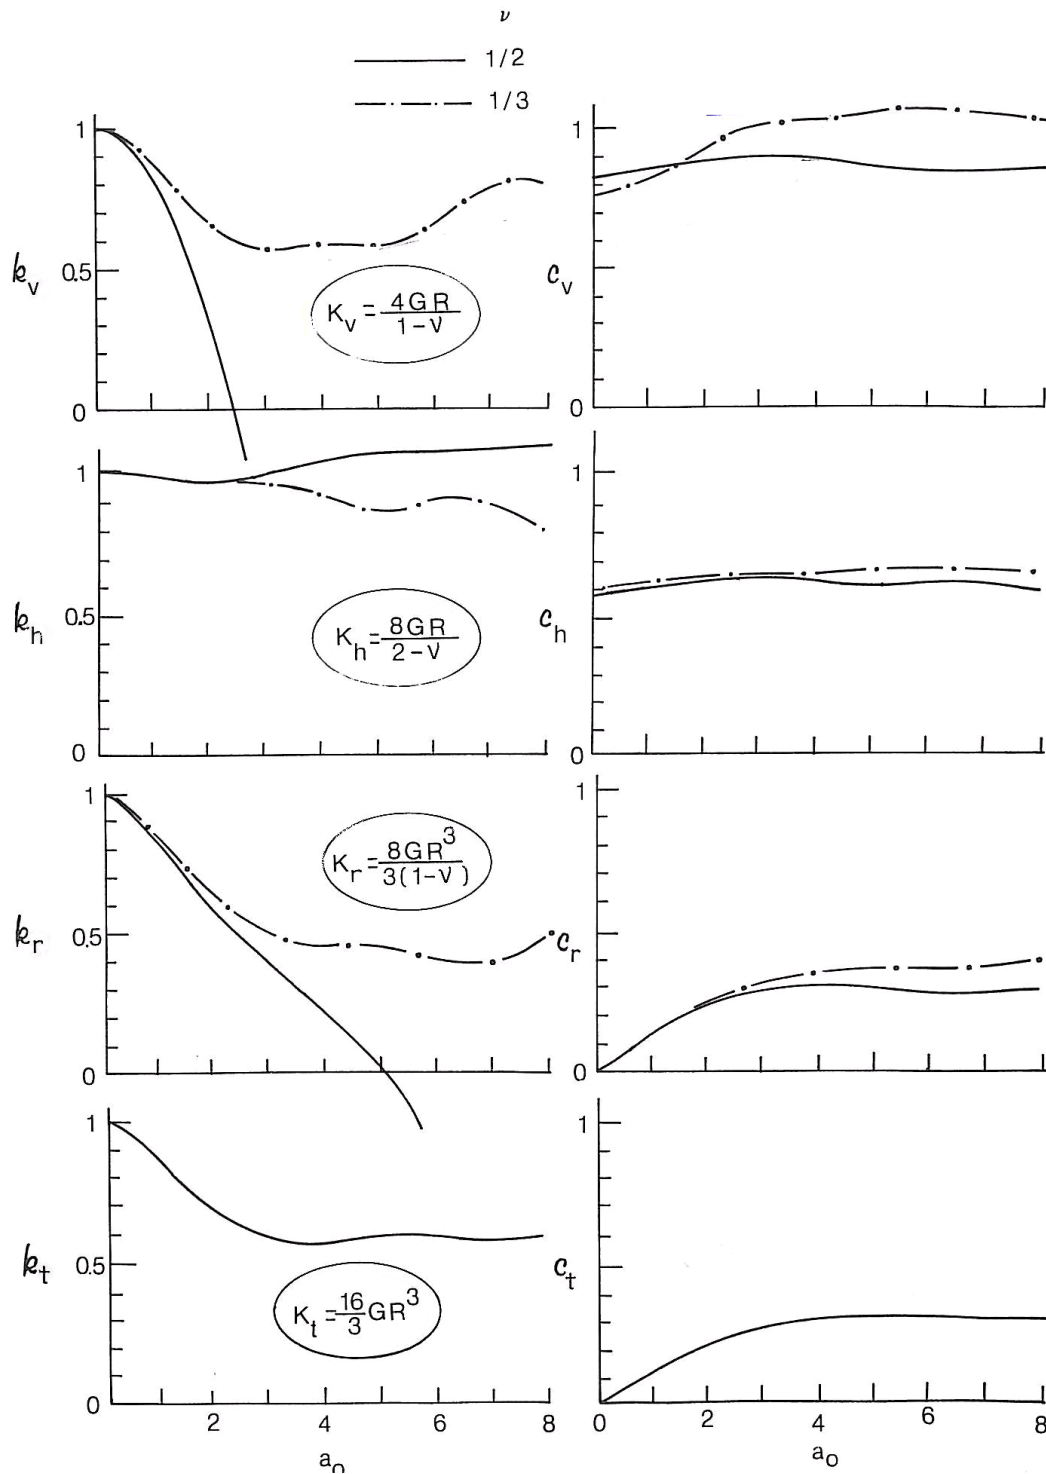 ν
1/2
1/3
1
0.5
0
k_v
K_v = 4GR / 1-ν
1
0
c_v
1
0.5
0
k_h
K_h = 8GR / 2-ν
1
0
c_h
1
0.5
0
k_r
K_r = 8GR^3 / 3(1-ν)
1
0
c_r
1
0.5
0
k_t
K_t = 16/3 GR^3
2 4 6 8
a_o
1
c_t
0 2 4 6 8
a_o